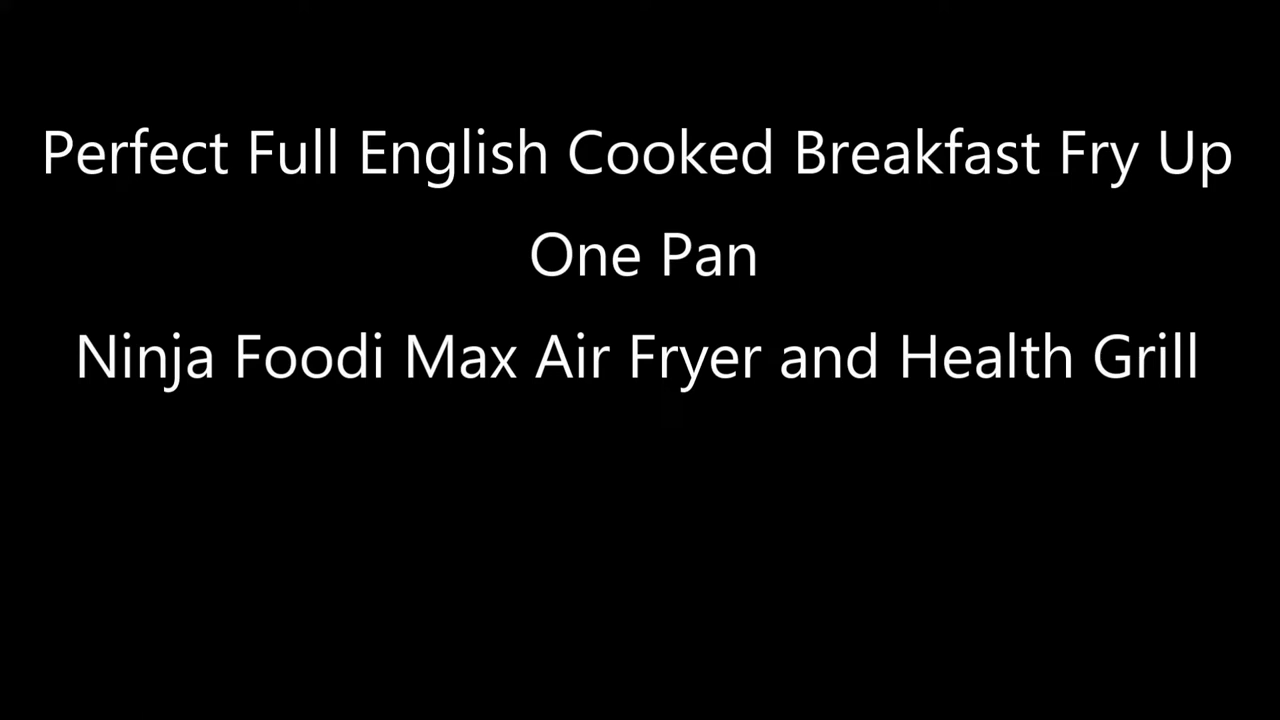 Perfect Full English Cooked Breakfast Fry Up
One Pan
Ninja Foodi Max Air Fryer and Health Grill